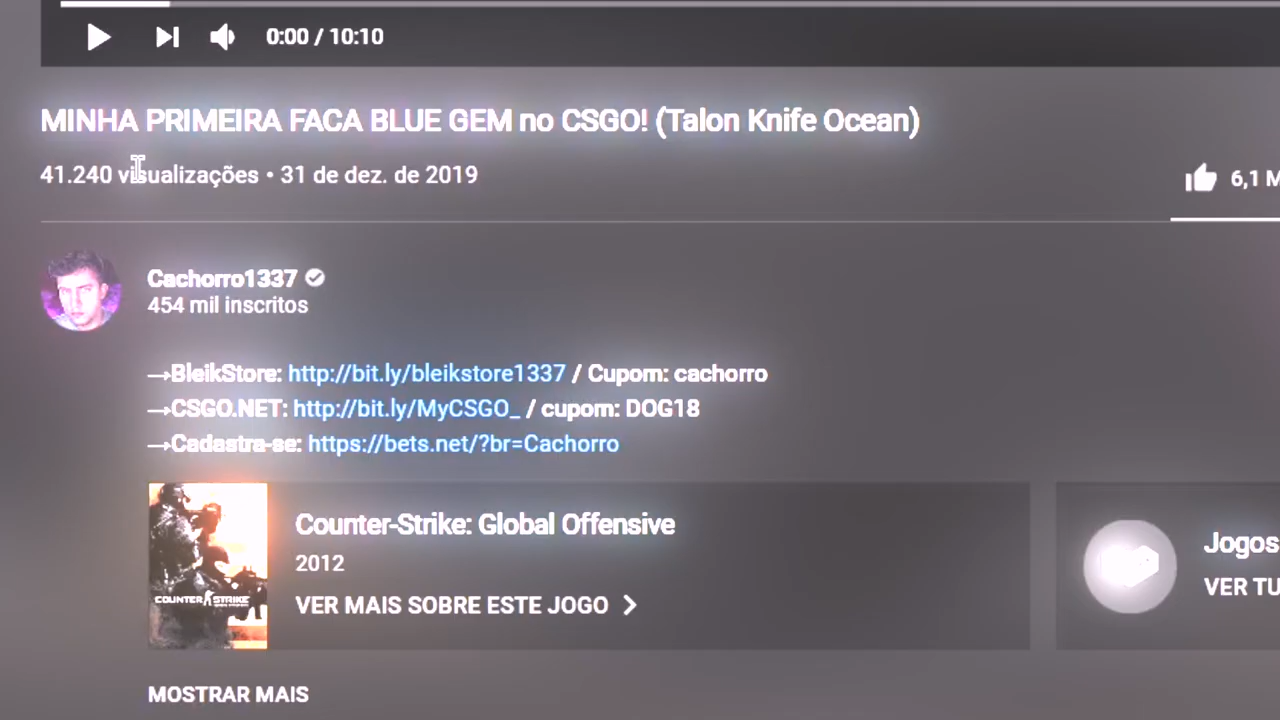 0:00 / 10:10
MINHA PRIMEIRA FACA BLUE GEM no CSGO! (Talon Knife Ocean)
41.240 visualizações • 31 de dez. de 2019
6,1 M
Cachorro1337
454 mil inscritos
→BleikStore: http://bit.ly/bleikstore1337 / Cupom: cachorro
→CSGO.NET: http://bit.ly/MyCSGO_ / cupom: DOG18
→Cadastra-se: https://bets.net/?br=Cachorro
Counter-Strike: Global Offensive
2012
VER MAIS SOBRE ESTE JOGO
COUNTER STRIKE
Jogos
VER TU
MOSTRAR MAIS